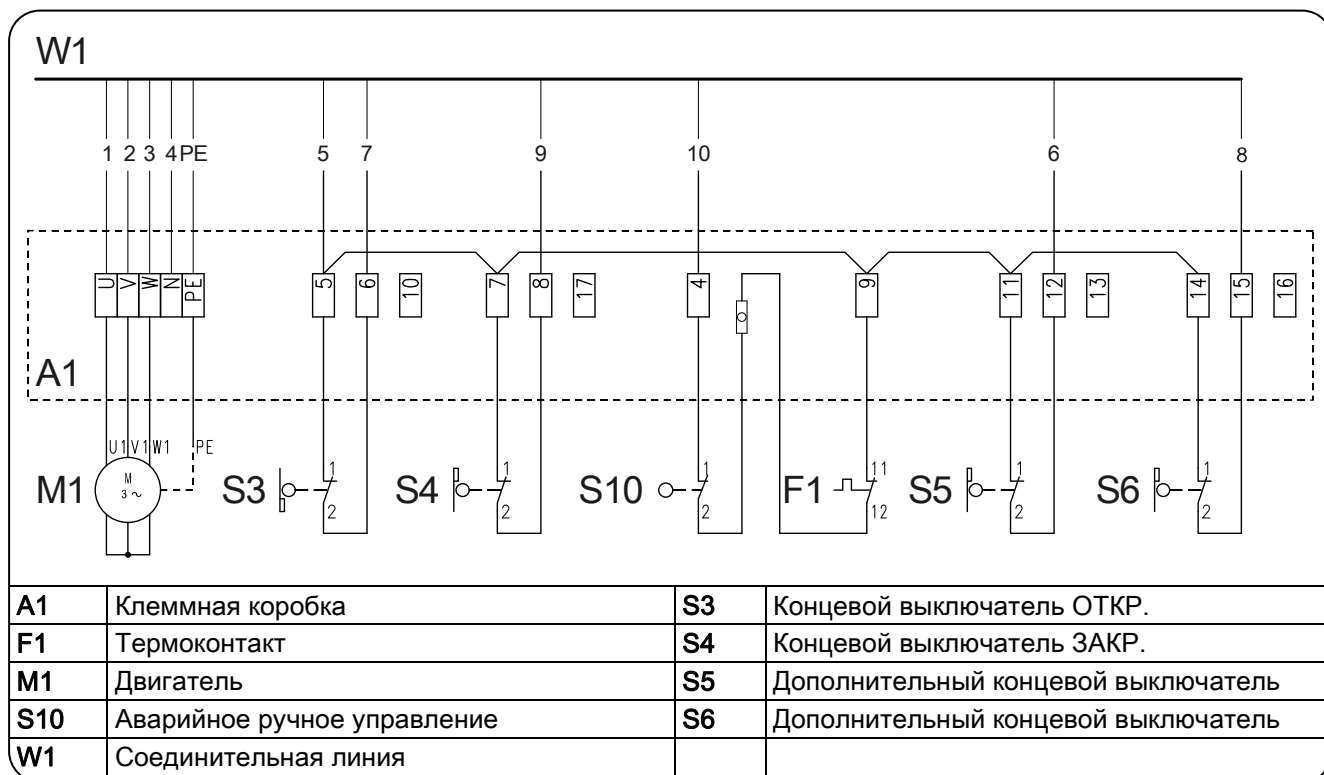 W1
1 2 3 4 PE 5 7 9 10 6 8
U V W N PE 5 6 10 7 8 17 4 9 11 12 13 14 15 16
A1
U1 V1 W1 PE
M1 M 3 ~ S3 1 2 S4 1 2 S10 1 2 F1 11 12 S5 1 2 S6 1 2
A1 Клеммная коробка S3 Концевой выключатель ОТКР.
F1 Термоконтакт S4 Концевой выключатель ЗАКР.
M1 Двигатель S5 Дополнительный концевой выключатель
S10 Аварийное ручное управление S6 Дополнительный концевой выключатель
W1 Соединительная линия